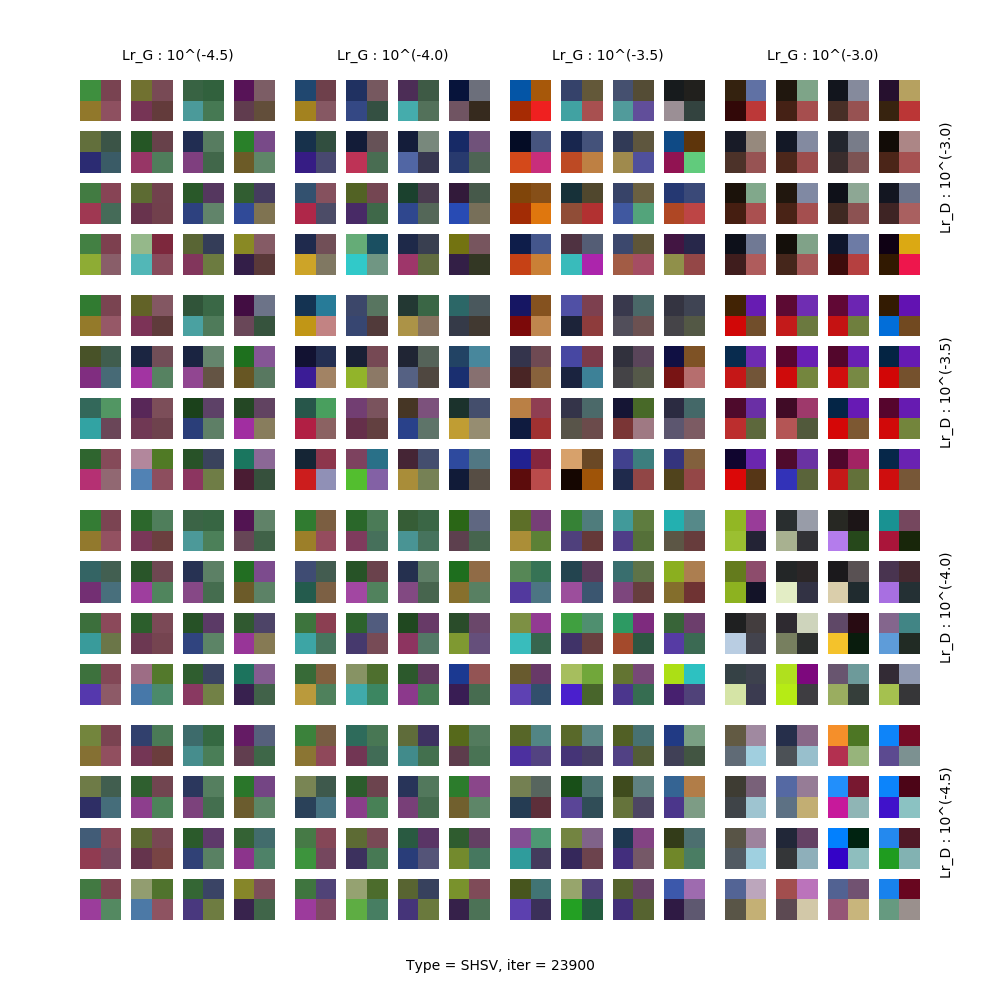 Lr_G : 10^(-4.5)
Lr_G : 10^(-4.0)
Lr_G : 10^(-3.5)
Lr_G : 10^(-3.0)
Lr_D : 10^(-3.0)
Lr_D : 10^(-3.5)
Lr_D : 10^(-4.0)
Lr_D : 10^(-4.5)
Type = SHSV, iter = 23900